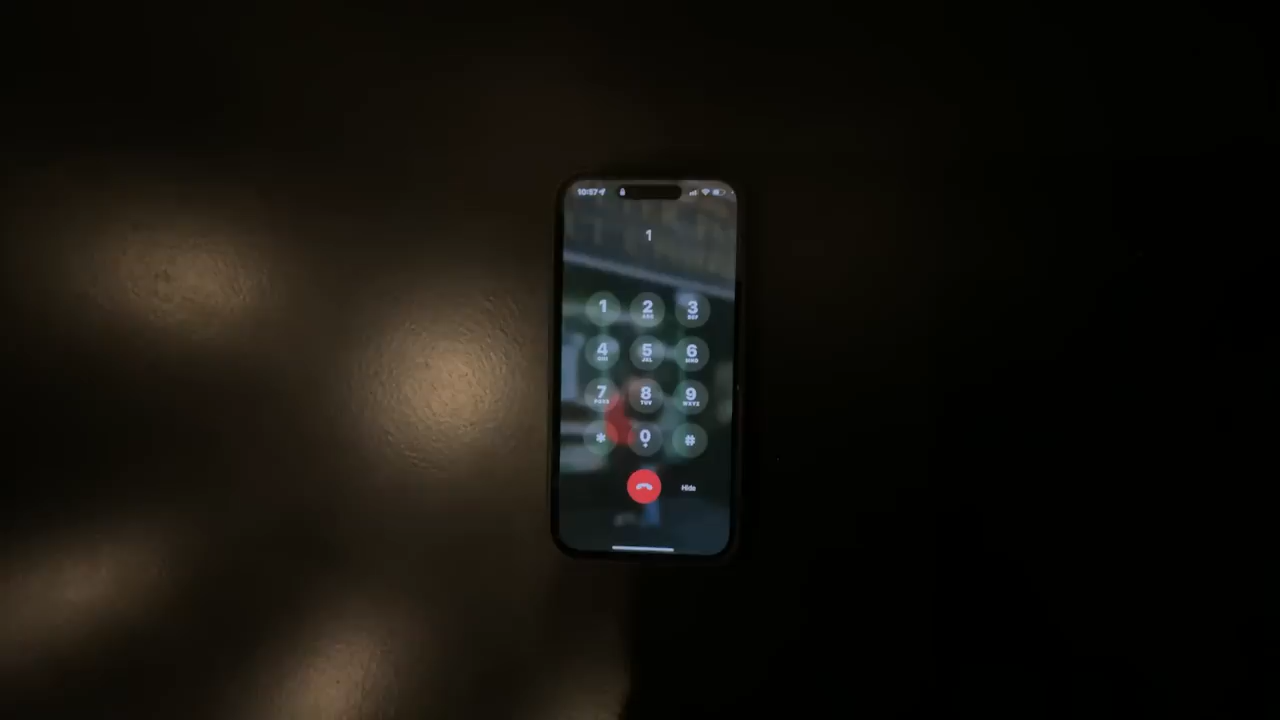 10:57
1
1 2 3
ABC DEF
4 5 6
GHI JKL MNO
7 8 9
PQRS TUV WXYZ
* 0 #
+
Hide